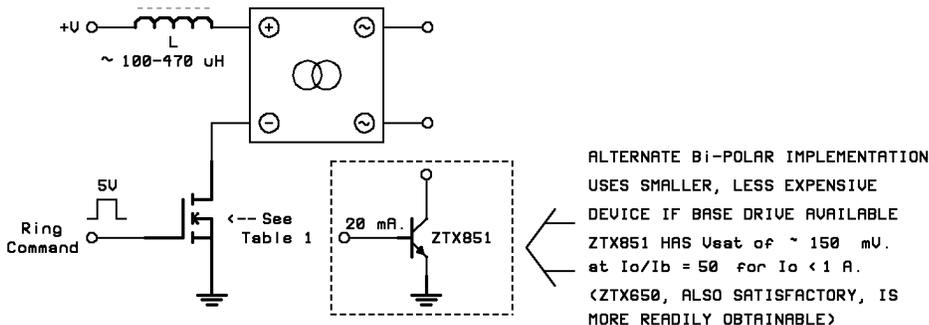 +V
L
~ 100-470 uH
+
~
-
~
5V
Ring
Command
<-- See
Table 1
20 mA.
ZTX851
ALTERNATE Bi-POLAR IMPLEMENTATION
USES SMALLER, LESS EXPENSIVE
DEVICE IF BASE DRIVE AVAILABLE
ZTX851 HAS Vsat of ~ 150 mV.
at Io/Ib = 50 for Io < 1 A.
(ZTX650, ALSO SATISFACTORY, IS
MORE READILY OBTAINABLE)